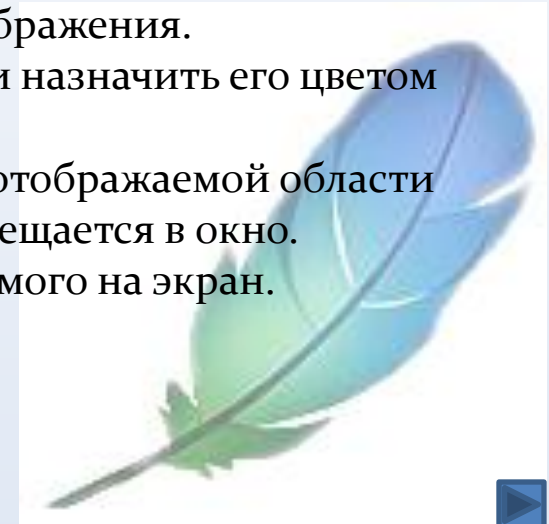 бражения.
и назначить его цветом
отображаемой области
ещается в окно.
мого на экран.